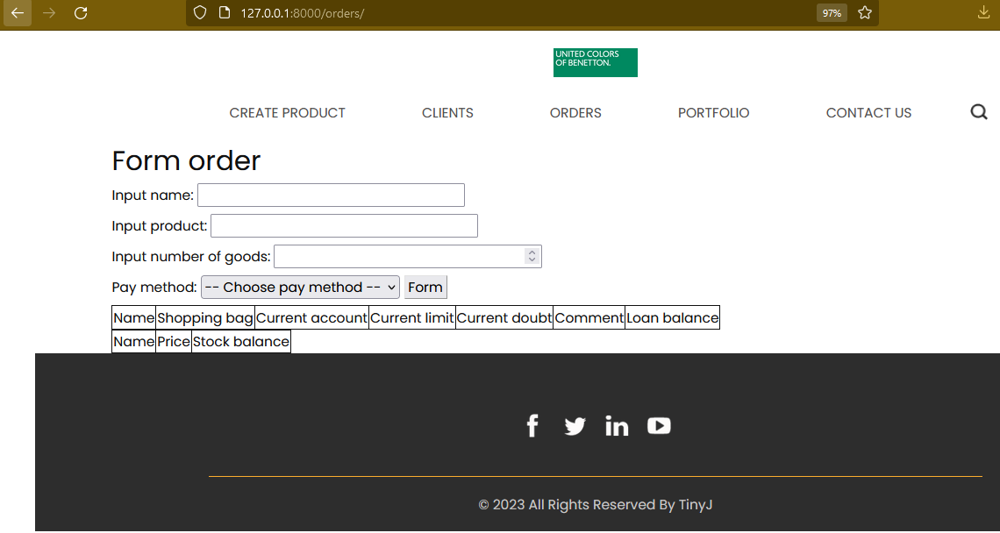 127.0.0.1:8000/orders/ 97%
UNITED COLORS
OF BENETTON.
CREATE PRODUCT CLIENTS ORDERS PORTFOLIO CONTACT US
Form order
Input name:
Input product:
Input number of goods:
Pay method: -- Choose pay method -- Form
Name Shopping bag Current account Current limit Current doubt Comment Loan balance
Name Price Stock balance
© 2023 All Rights Reserved By TinyJ